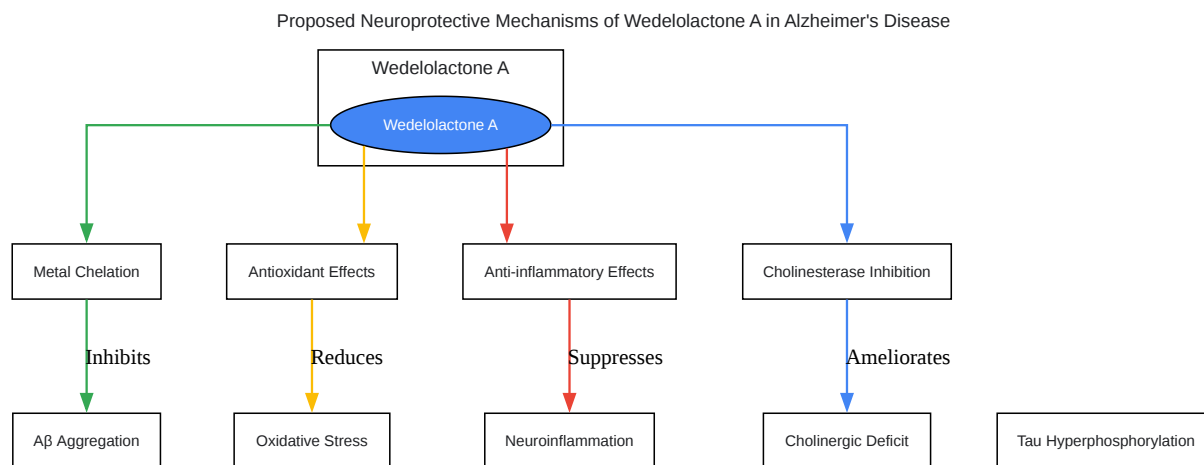 Proposed Neuroprotective Mechanisms of Wedelolactone A in Alzheimer's Disease
Wedelolactone A
Wedelolactone A
Metal Chelation
Antioxidant Effects
Anti-inflammatory Effects
Cholinesterase Inhibition
Inhibits
Reduces
Suppresses
Ameliorates
Aβ Aggregation
Oxidative Stress
Neuroinflammation
Cholinergic Deficit
Tau Hyperphosphorylation